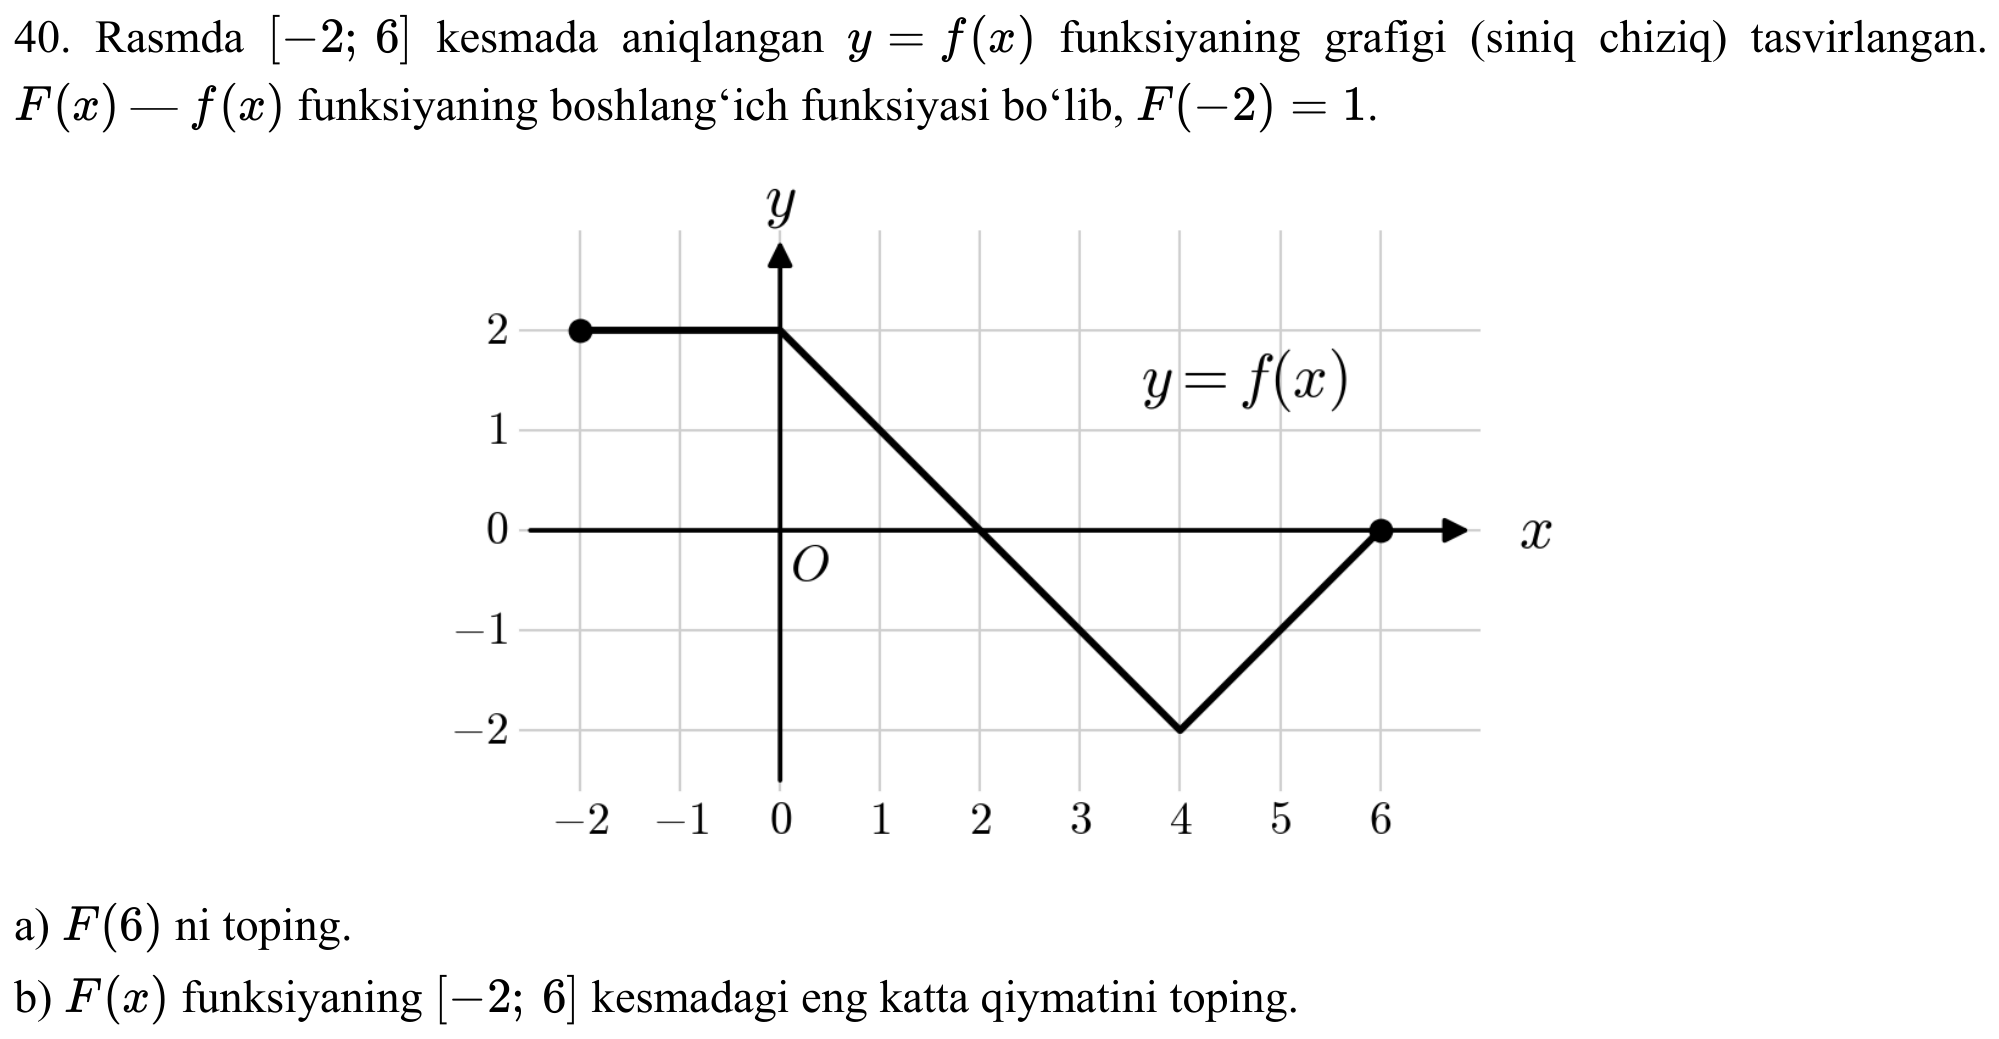 40. Rasmda [−2; 6] kesmada aniqlangan y = f(x) funksiyaning grafigi (siniq chiziq) tasvirlangan.
F(x) — f(x) funksiyaning boshlang‘ich funksiyasi bo‘lib, F(−2) = 1.
y
2
y = f(x)
1
0
x
O
−1
−2
−2 −1 0 1 2 3 4 5 6
a) F(6) ni toping.
b) F(x) funksiyaning [−2; 6] kesmadagi eng katta qiymatini toping.